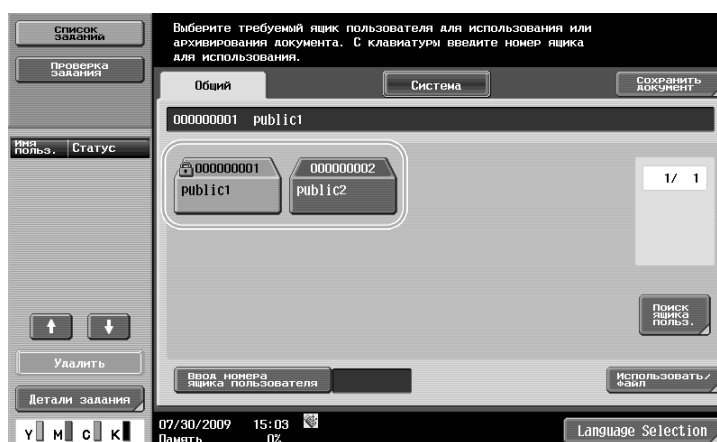 Список
заданий
Проверка
задания
Имя
польз.
Статус
Удалить
Детали задания
Y M C K
Выберите требуемый ящик пользователя для использования или
архивирования документа. С клавиатуры введите номер ящика
для использования.
Общий
Система
Сохранить
документ
000000001 public1
000000001
public1
000000002
public2
1/ 1
Поиск
ящика
польз.
Ввод номера
ящика пользователя
Использовать/
файл
07/30/2009 15:03
Память 0%
Language Selection